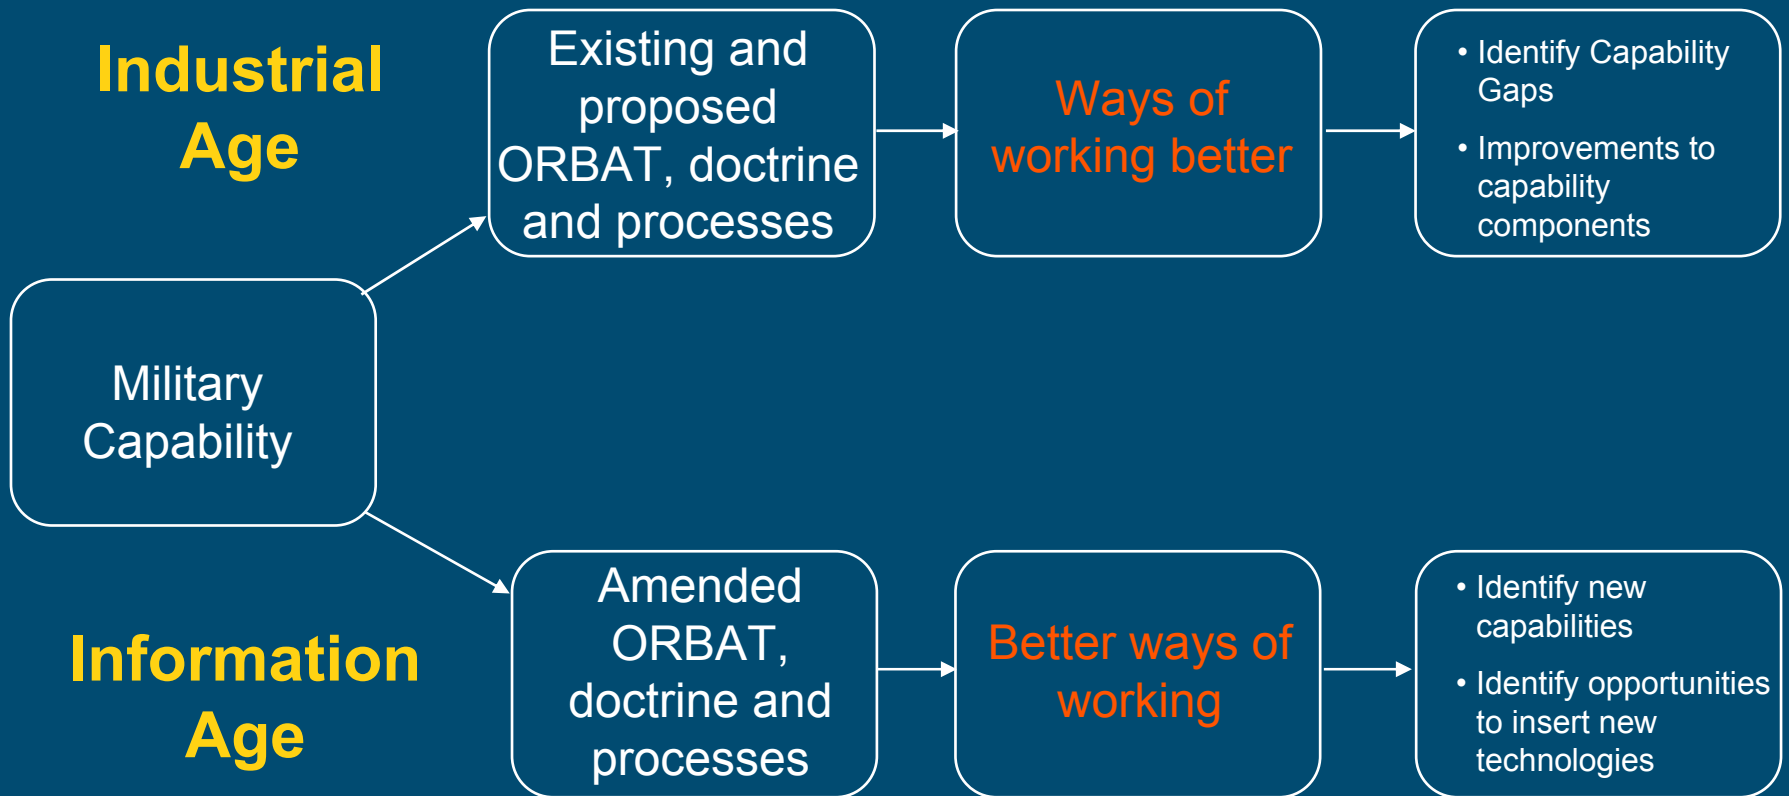 Industrial
Age
Existing and
proposed
ORBAT, doctrine
and processes
Ways of
working better
• Identify Capability
Gaps
• Improvements to
capability
components
Military
Capability
Information
Age
Amended
ORBAT,
doctrine and
processes
Better ways of
working
• Identify new
capabilities
• Identify opportunities
to insert new
technologies